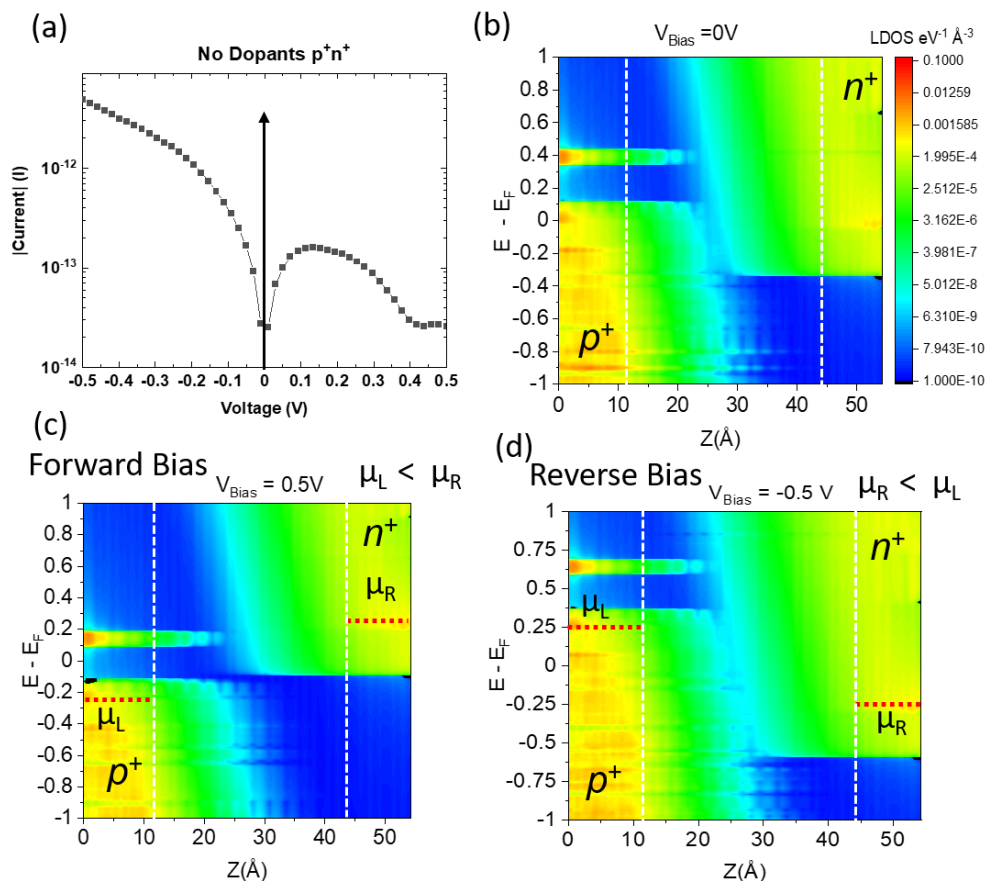 (a)
No Dopants p⁺n⁺
|Current| (I)
10⁻¹²
10⁻¹³
10⁻¹⁴
-0.5 -0.4 -0.3 -0.2 -0.1 0 0.1 0.2 0.3 0.4 0.5
Voltage (V)
(b)
V_Bias =0V
LDOS eV⁻¹ Å⁻³
n⁺
p⁺
E - E_F
1
0.8
0.6
0.4
0.2
0
-0.2
-0.4
-0.6
-0.8
-1
0 10 20 30 40 50
Z(Å)
0.1000
0.01259
0.001585
1.995E-4
2.512E-5
3.162E-6
3.981E-7
5.012E-8
6.310E-9
7.943E-10
1.000E-10
(c)
Forward Bias
μ_L < μ_R
V_Bias = 0.5V
n⁺
μ_R
μ_L
p⁺
E - E_F
1
0.8
0.6
0.4
0.2
0
-0.2
-0.4
-0.6
-0.8
-1
0 10 20 30 40 50
Z(Å)
(d)
Reverse Bias
μ_R < μ_L
V_Bias = -0.5 V
n⁺
μ_L
μ_R
p⁺
E - E_F
1
0.75
0.5
0.25
0
-0.25
-0.5
-0.75
-1
0 10 20 30 40 50
Z(Å)